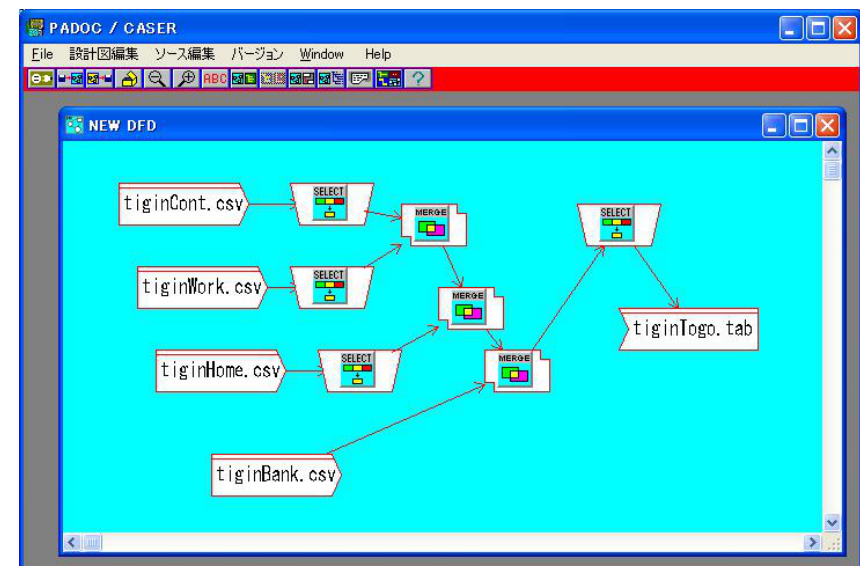 PADOC / CASER
File 設計図編集 ソース編集 バージョン Window Help
ABC
NEW DFD
tiginCont.csv
SELECT
MERGE
SELECT
tiginWork.csv
SELECT
MERGE
tiginTogo.tab
tiginHome.csv
SELECT
MERGE
tiginBank.csv